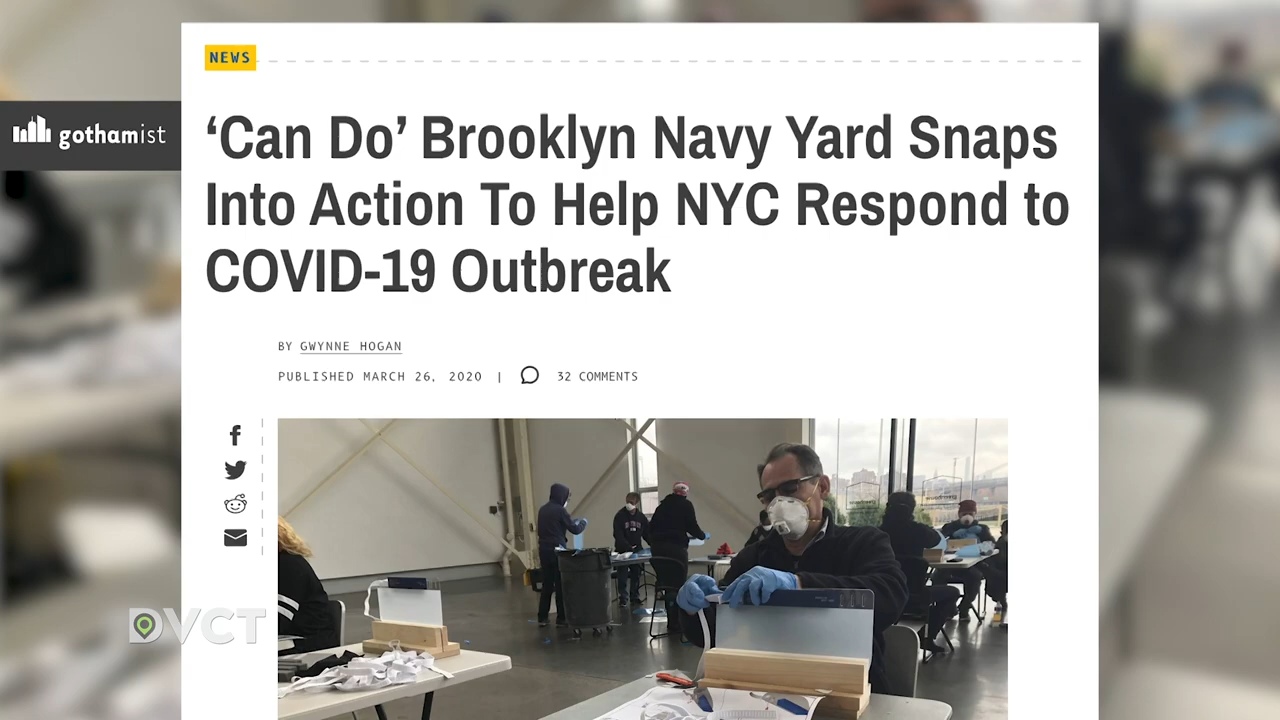 NEWS
gothamist
‘Can Do’ Brooklyn Navy Yard Snaps
Into Action To Help NYC Respond to
COVID-19 Outbreak
BY GWYNNE HOGAN
PUBLISHED MARCH 26, 2020 | 32 COMMENTS
DVCT